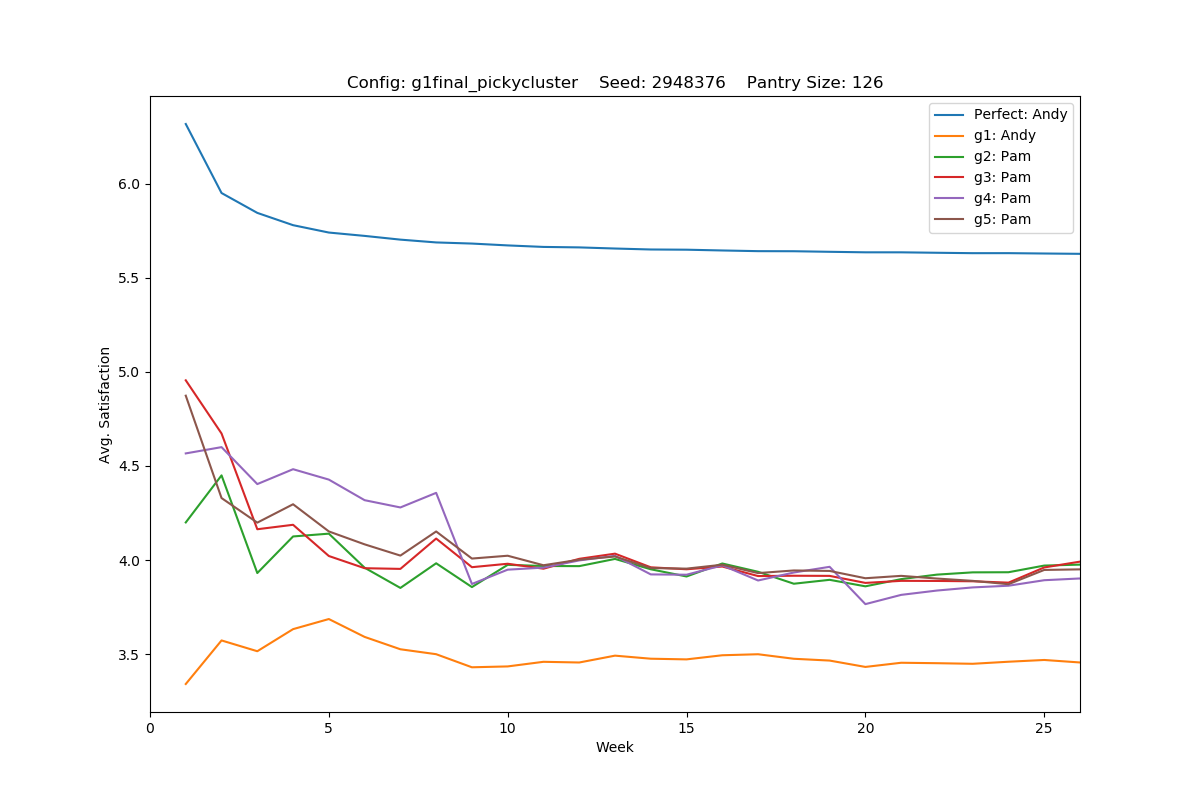 Config: g1final_pickycluster    Seed: 2948376    Pantry Size: 126
Perfect: Andy
g1: Andy
g2: Pam
g3: Pam
g4: Pam
g5: Pam
Avg. Satisfaction
6.0
5.5
5.0
4.5
4.0
3.5
0 5 10 15 20 25
Week